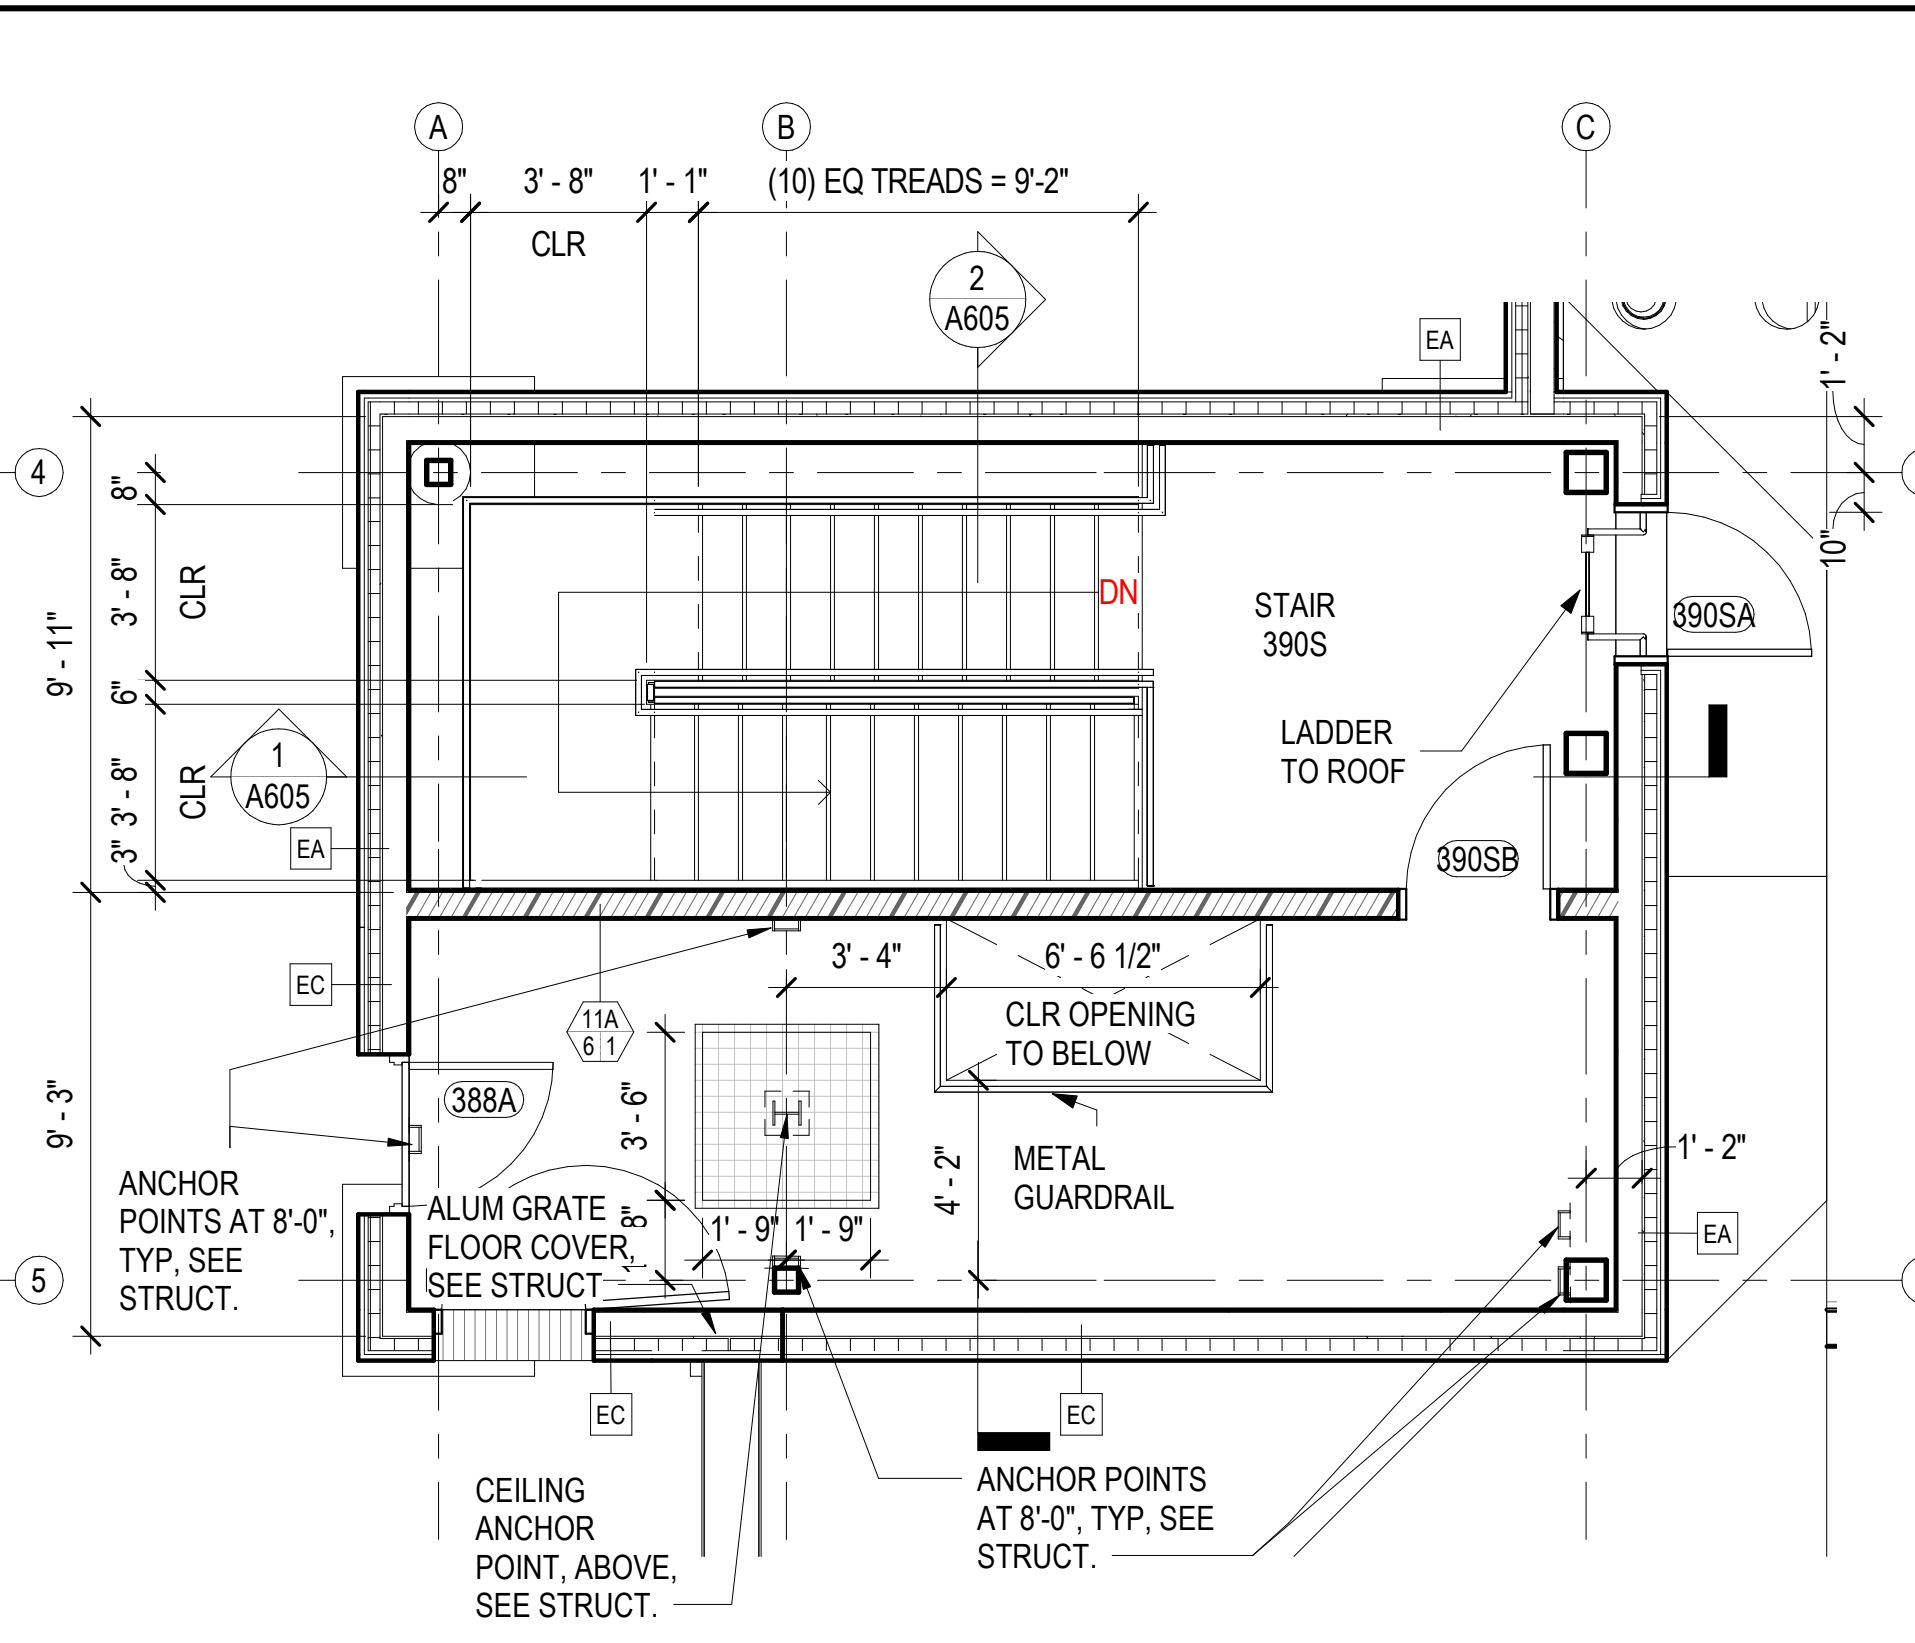 A
B
C
8"
3' - 8"
1' - 1"
(10) EQ TREADS = 9'-2"
CLR
2
A605
EA
1' - 2"
4
8"
3' - 8"
CLR
10"
DN
STAIR
390S
390SA
9' - 11"
6"
LADDER
TO ROOF
1
A605
3' - 8"
CLR
EA
3"
390SB
3' - 4"
6' - 6 1/2"
EC
11A
6 1
CLR OPENING
TO BELOW
388A
3' - 6"
9' - 3"
METAL
GUARDRAIL
4' - 2"
1' - 2"
ANCHOR
POINTS AT 8'-0",
TYP, SEE
STRUCT.
ALUM GRATE
FLOOR COVER,
SEE STRUCT
8"
1' - 9"
1' - 9"
EA
5
EC
EC
CEILING
ANCHOR
POINT, ABOVE,
SEE STRUCT.
ANCHOR POINTS
AT 8'-0", TYP, SEE
STRUCT.